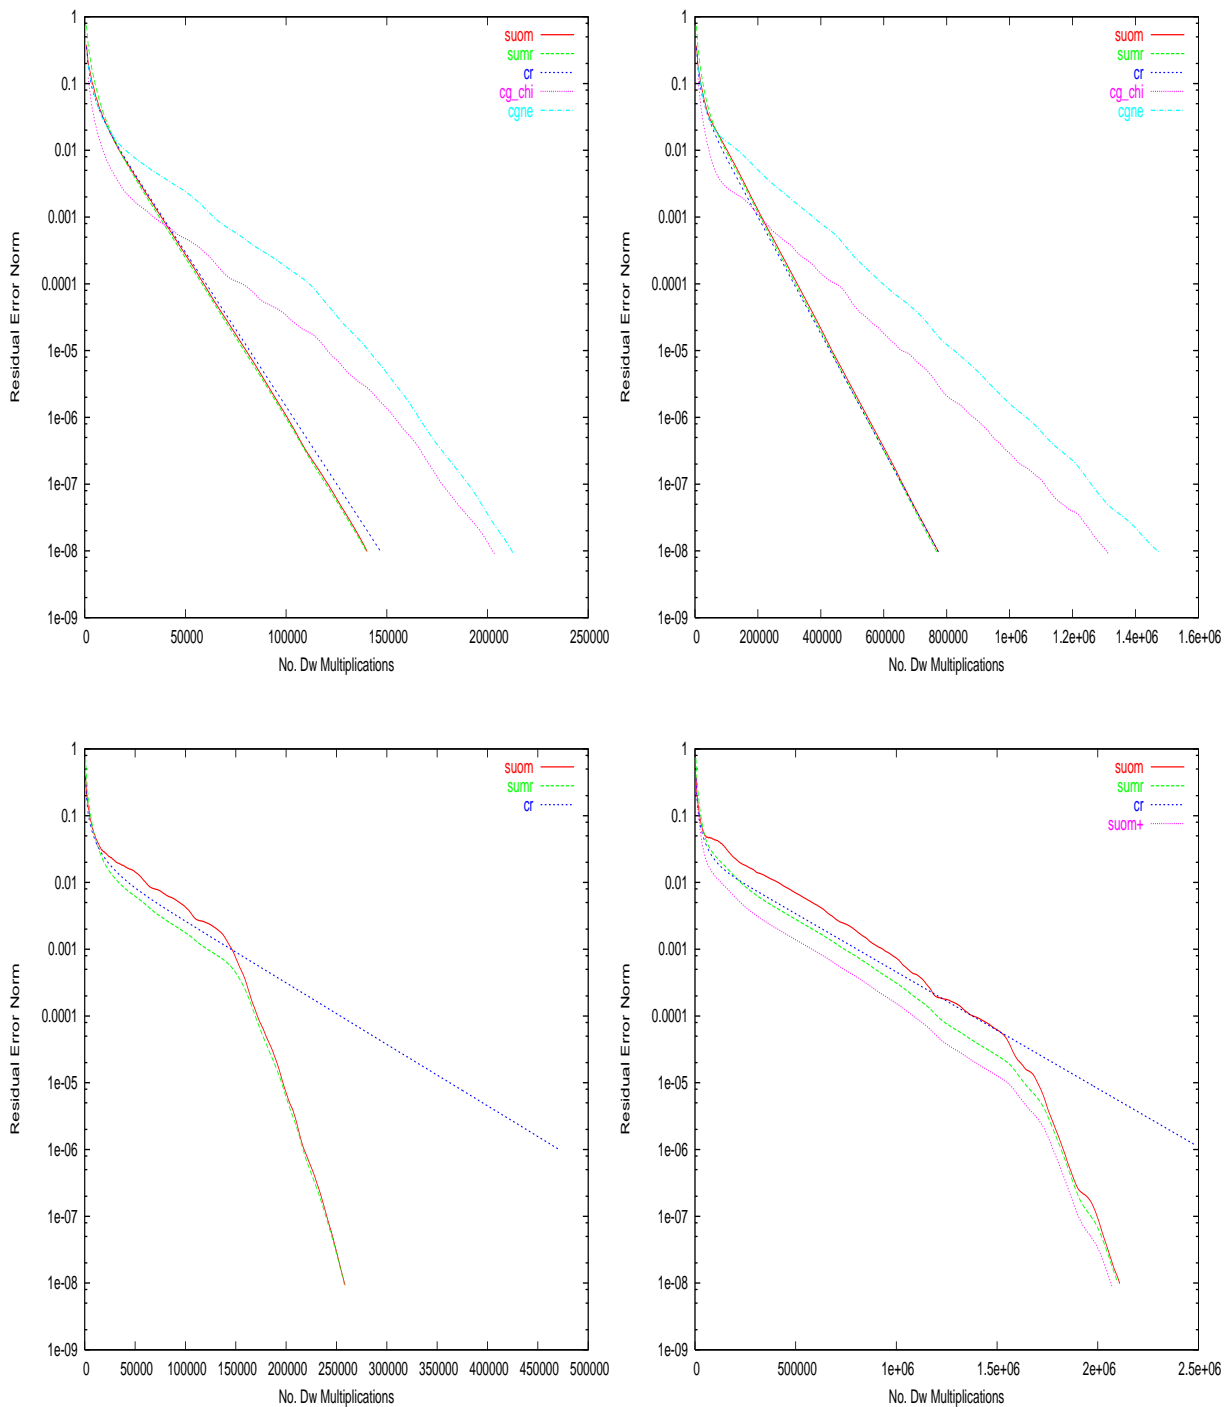 1
0.1
0.01
0.001
0.0001
1e-05
1e-06
1e-07
1e-08
1e-09
0 50000 100000 150000 200000 250000
Residual Error Norm
No. Dw Multiplications
suom
sumr
cr
cg_chi
cgne
1
0.1
0.01
0.001
0.0001
1e-05
1e-06
1e-07
1e-08
1e-09
0 200000 400000 600000 800000 1e+06 1.2e+06 1.4e+06 1.6e+06
Residual Error Norm
No. Dw Multiplications
suom
sumr
cr
cg_chi
cgne
1
0.1
0.01
0.001
0.0001
1e-05
1e-06
1e-07
1e-08
1e-09
0 50000 100000 150000 200000 250000 300000 350000 400000 450000 500000
Residual Error Norm
No. Dw Multiplications
suom
sumr
cr
1
0.1
0.01
0.001
0.0001
1e-05
1e-06
1e-07
1e-08
1e-09
0 500000 1e+06 1.5e+06 2e+06 2.5e+06
Residual Error Norm
No. Dw Multiplications
suom
sumr
cr
suom+